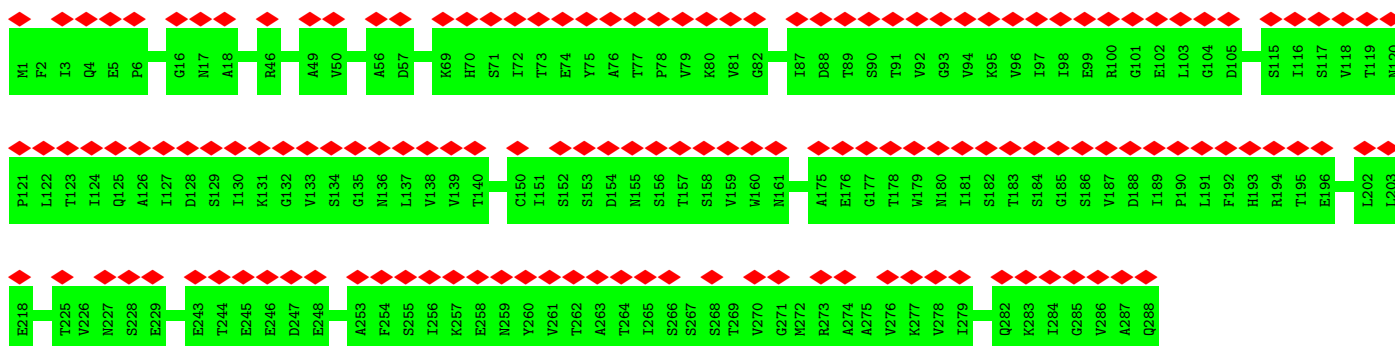 M1 F2 I3 Q4 E5 P6 G16 N17 A18 R46 A49 V50 A56 D57 K69 H70 S71 I72 T73 E74 Y75 A76 T77 P78 V79 K80 V81 G82 I87 D88 T89 S90 T91 V92 G93 V94 K95 V96 I97 I98 E99 R100 G101 E102 L103 G104 D105 S115 I116 S117 V118 T119 N120
P121 L122 T123 I124 Q125 A126 I127 D128 S129 I130 K131 G132 V133 S134 G135 N136 L137 V138 V139 T140 C150 I151 S152 S153 D154 N155 S156 T157 S158 V159 W160 N161 A175 E176 G177 T178 W179 N180 I181 S182 T183 S184 G185 S186 V187 D188 I189 P190 L191 F192 H193 R194 T195 E196 L202 L203
E218 T225 V226 N227 S228 E229 E243 T244 E245 E246 D247 E248 A253 F254 S255 I256 K257 E258 N259 Y260 V261 T262 A263 T264 I265 S266 S267 S268 T269 V270 G271 M272 R273 A274 A275 V276 K277 V278 I279 Q282 K283 I284 G285 V286 A287 Q288